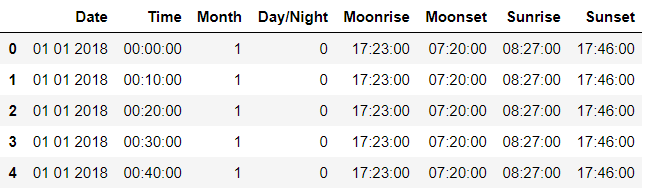 Date Time Month Day/Night Moonrise Moonset Sunrise Sunset
0 01 01 2018 00:00:00 1 0 17:23:00 07:20:00 08:27:00 17:46:00
1 01 01 2018 00:10:00 1 0 17:23:00 07:20:00 08:27:00 17:46:00
2 01 01 2018 00:20:00 1 0 17:23:00 07:20:00 08:27:00 17:46:00
3 01 01 2018 00:30:00 1 0 17:23:00 07:20:00 08:27:00 17:46:00
4 01 01 2018 00:40:00 1 0 17:23:00 07:20:00 08:27:00 17:46:00